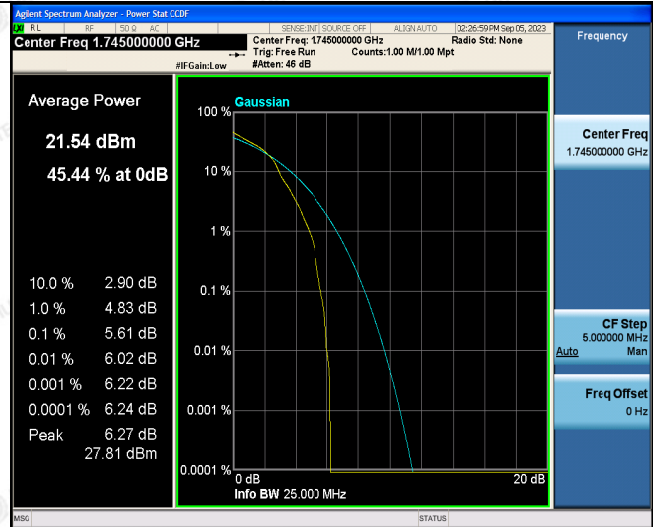 Agilent Spectrum Analyzer - Power Stat CCDF
LXI RL RF 50 Ω AC SENSE:INT SOURCE OFF ALIGN AUTO 02:26:59 PM Sep 05, 2023
Center Freq 1.745000000 GHz
Center Freq: 1.745000000 GHz Radio Std: None
Trig: Free Run Counts:1.00 M/1.00 Mpt
#IFGain:Low #Atten: 46 dB
Frequency
Average Power
21.54 dBm
45.44 % at 0dB
10.0 % 2.90 dB
1.0 % 4.83 dB
0.1 % 5.61 dB
0.01 % 6.02 dB
0.001 % 6.22 dB
0.0001 % 6.24 dB
Peak 6.27 dB
27.81 dBm
Gaussian
100 %
10 %
1 %
0.1 %
0.01 %
0.001 %
0.0001 %
0 dB 20 dB
Info BW 25.000 MHz
Center Freq
1.745000000 GHz
CF Step
5.000000 MHz
Auto Man
Freq Offset
0 Hz
MSG STATUS